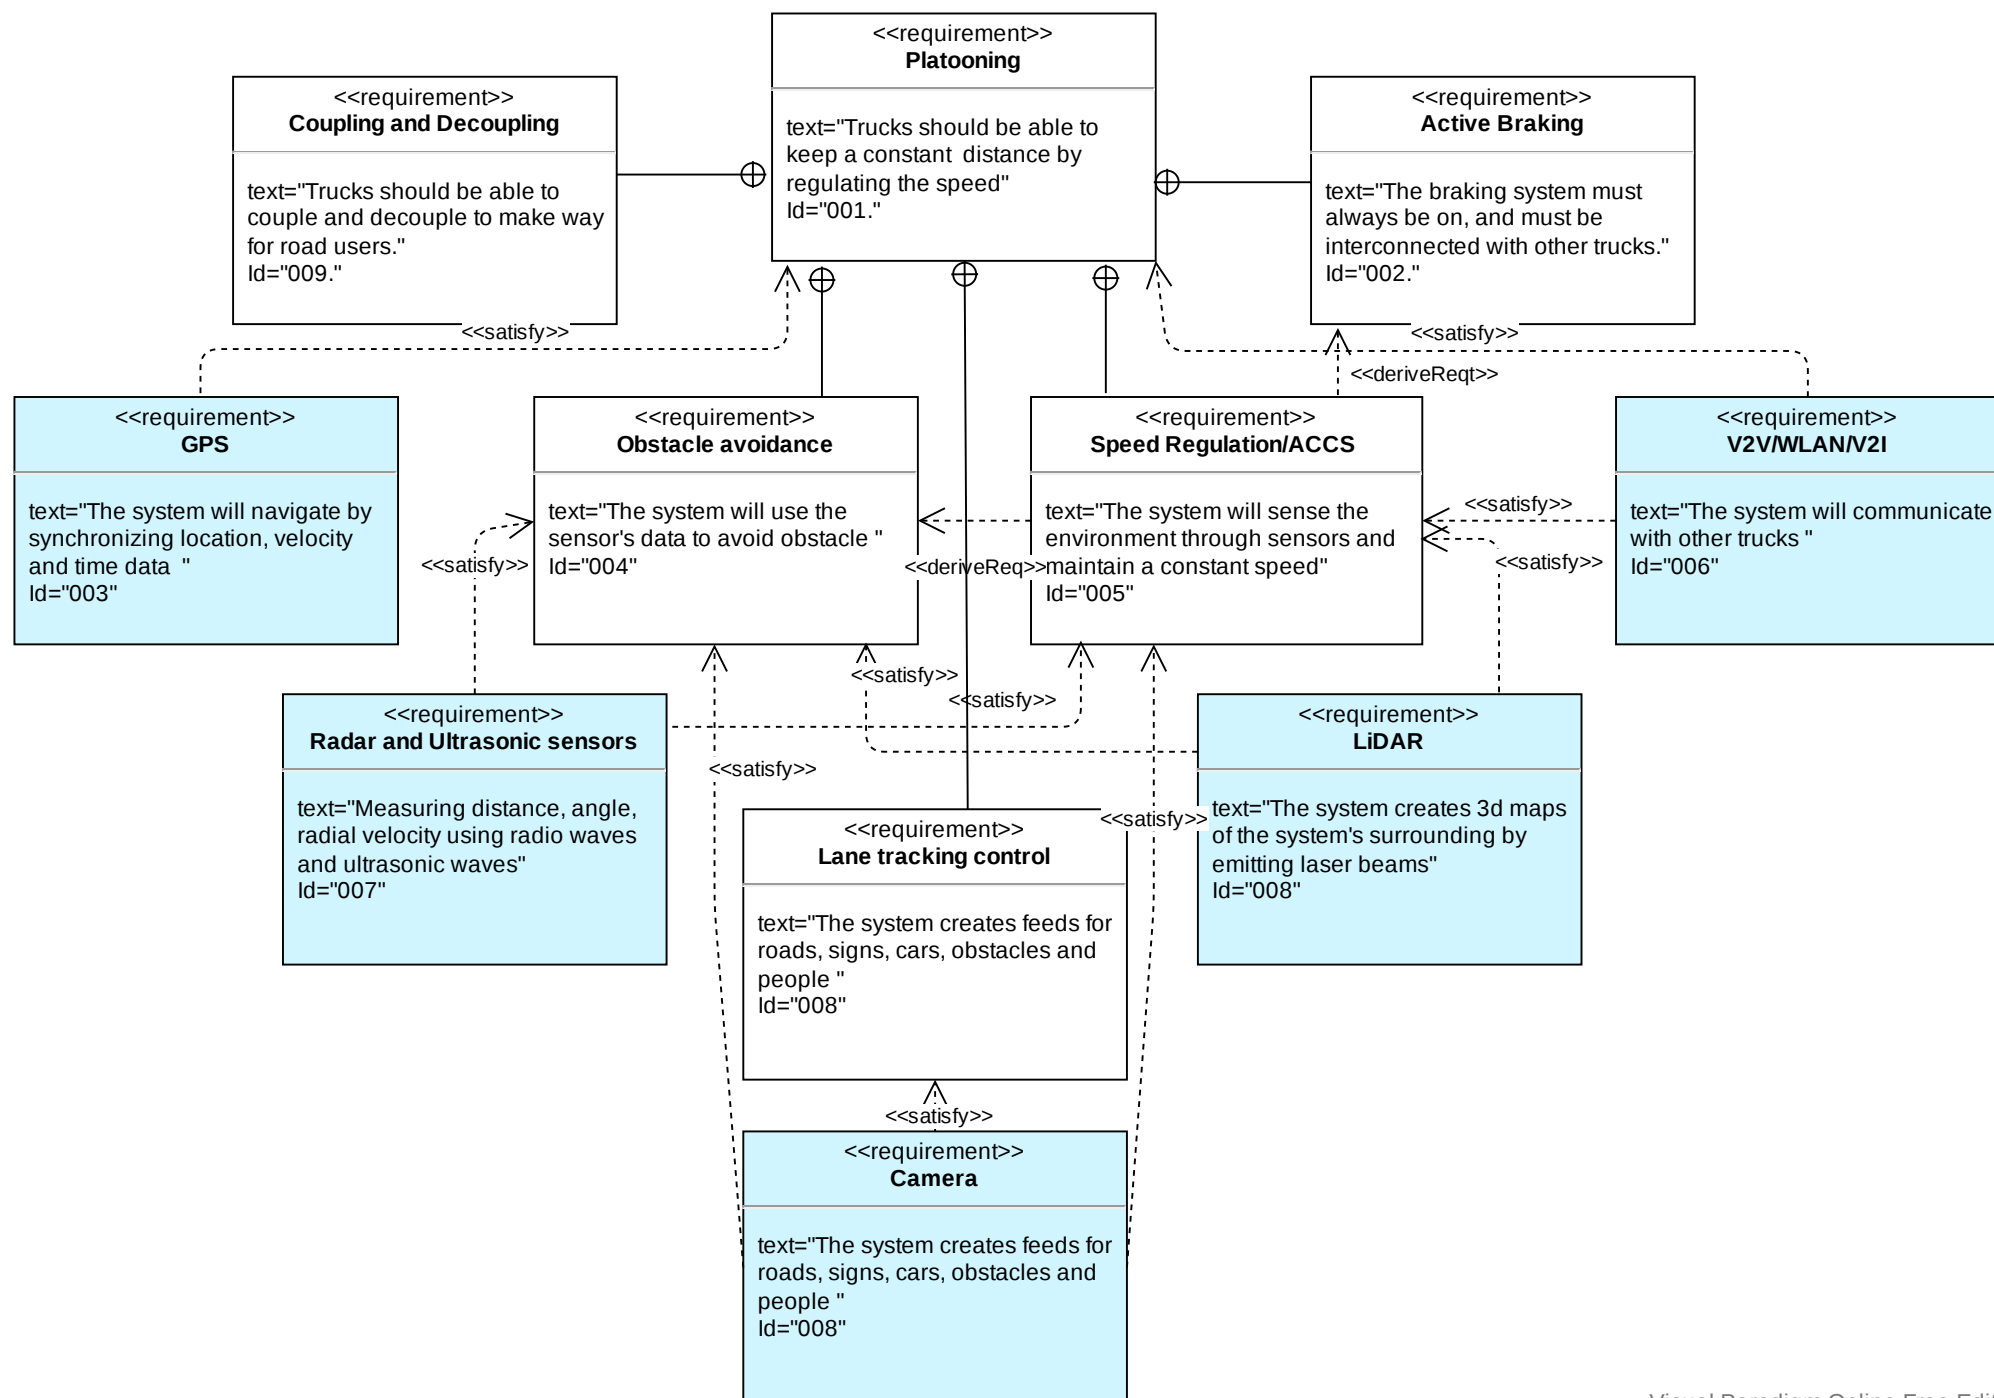 <<requirement>>
Platooning
text="Trucks should be able to
keep a constant  distance by
regulating the speed"
Id="001."
<<requirement>>
Coupling and Decoupling
text="Trucks should be able to
couple and decouple to make way
for road users."
Id="009."
<<requirement>>
Active Braking
text="The braking system must
always be on, and must be
interconnected with other trucks."
Id="002."
<<satisfy>>
<<satisfy>>
<<deriveReqt>>
<<requirement>>
GPS
text="The system will navigate by
synchronizing location, velocity
and time data  "
Id="003"
<<requirement>>
Obstacle avoidance
text="The system will use the
sensor's data to avoid obstacle "
Id="004"
<<requirement>>
Speed Regulation/ACCS
text="The system will sense the
environment through sensors and
maintain a constant speed"
Id="005"
<<requirement>>
V2V/WLAN/V2I
text="The system will communicate
with other trucks "
Id="006"
<<satisfy>>
<<deriveReq>>
<<satisfy>>
<<satisfy>>
<<satisfy>>
<<satisfy>>
<<requirement>>
Radar and Ultrasonic sensors
text="Measuring distance, angle,
radial velocity using radio waves
and ultrasonic waves"
Id="007"
<<requirement>>
LiDAR
text="The system creates 3d maps
of the system's surrounding by
emitting laser beams"
Id="008"
<<satisfy>>
<<satisfy>>
<<requirement>>
Lane tracking control
text="The system creates feeds for
roads, signs, cars, obstacles and
people "
Id="008"
<<satisfy>>
<<requirement>>
Camera
text="The system creates feeds for
roads, signs, cars, obstacles and
people "
Id="008"
Visual Paradigm Online Free Edit